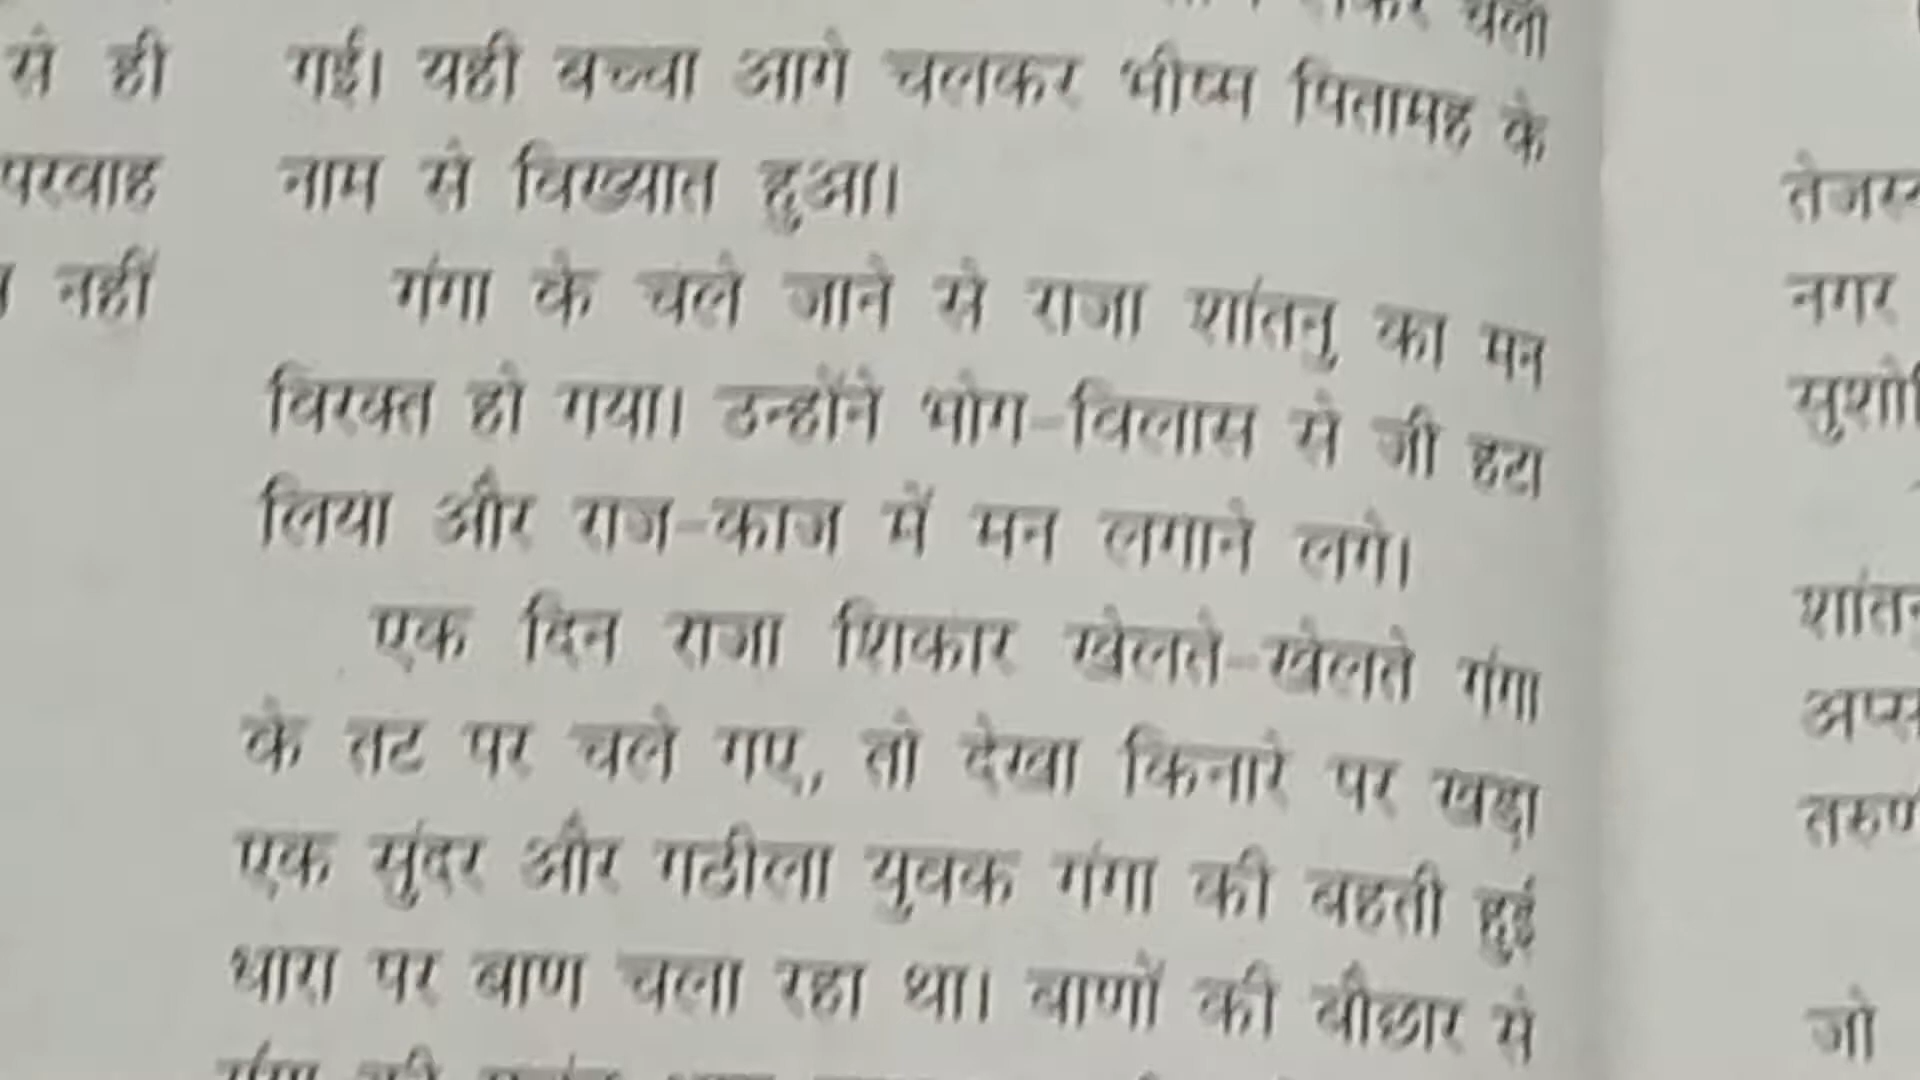 से ही
परवाह
नहीं
चली
गई। यही बच्चा आगे चलकर भीष्म पितामह के
नाम से विख्यात हुआ।
गंगा के चले जाने से राजा शांतनु का मन
विरक्त हो गया। उन्होंने भोग-विलास से जी हटा
लिया और राज-काज में मन लगाने लगे।
एक दिन राजा शिकार खेलते-खेलते गंगा
के तट पर चले गए, तो देखा किनारे पर खड़ा
एक सुंदर और गठीला युवक गंगा की बहती हुई
धारा पर बाण चला रहा था। बाणों की बौछार से
नगर
जो